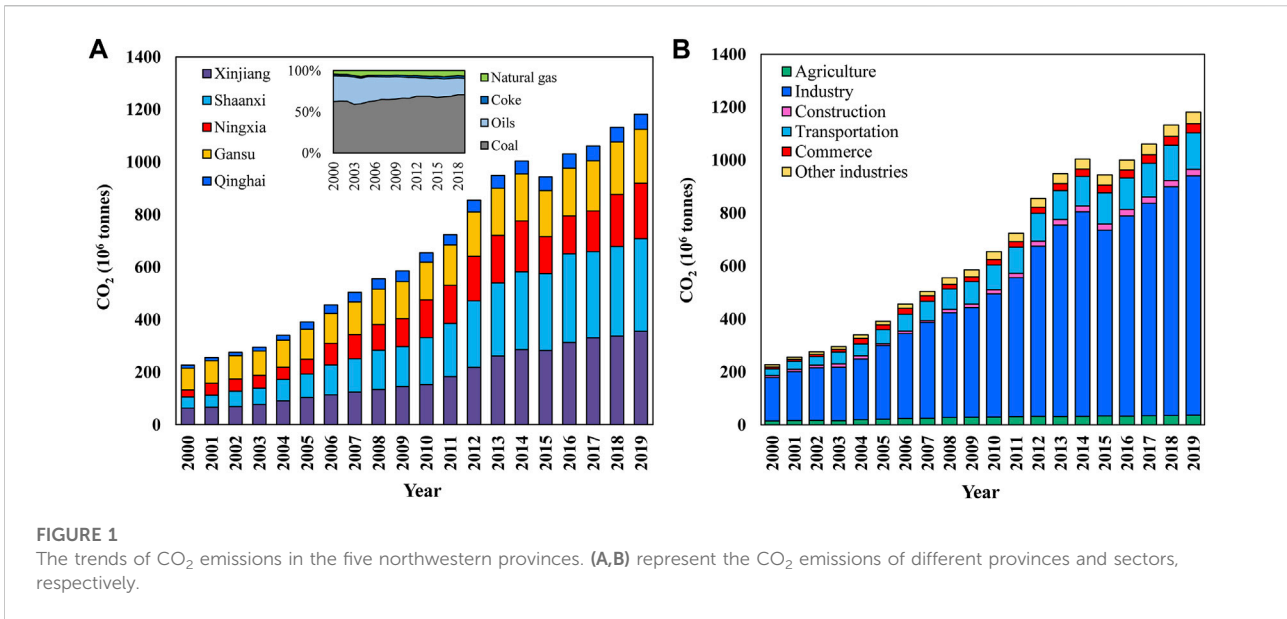 A
1400
1200
1000
800
600
400
200
0
CO₂ (10⁶ tonnes)
Xinjiang
Shaanxi
Ningxia
Gansu
Qinghai
100%
50%
0%
2000
2003
2006
2009
2012
2015
2018
Natural gas
Coke
Oils
Coal
2000
2001
2002
2003
2004
2005
2006
2007
2008
2009
2010
2011
2012
2013
2014
2015
2016
2017
2018
2019
Year
B
1400
1200
1000
800
600
400
200
0
CO₂ (10⁶ tonnes)
Agriculture
Industry
Construction
Transportation
Commerce
Other industries
2000
2001
2002
2003
2004
2005
2006
2007
2008
2009
2010
2011
2012
2013
2014
2015
2016
2017
2018
2019
Year
FIGURE 1
The trends of CO₂ emissions in the five northwestern provinces. (A,B) represent the CO₂ emissions of different provinces and sectors,
respectively.